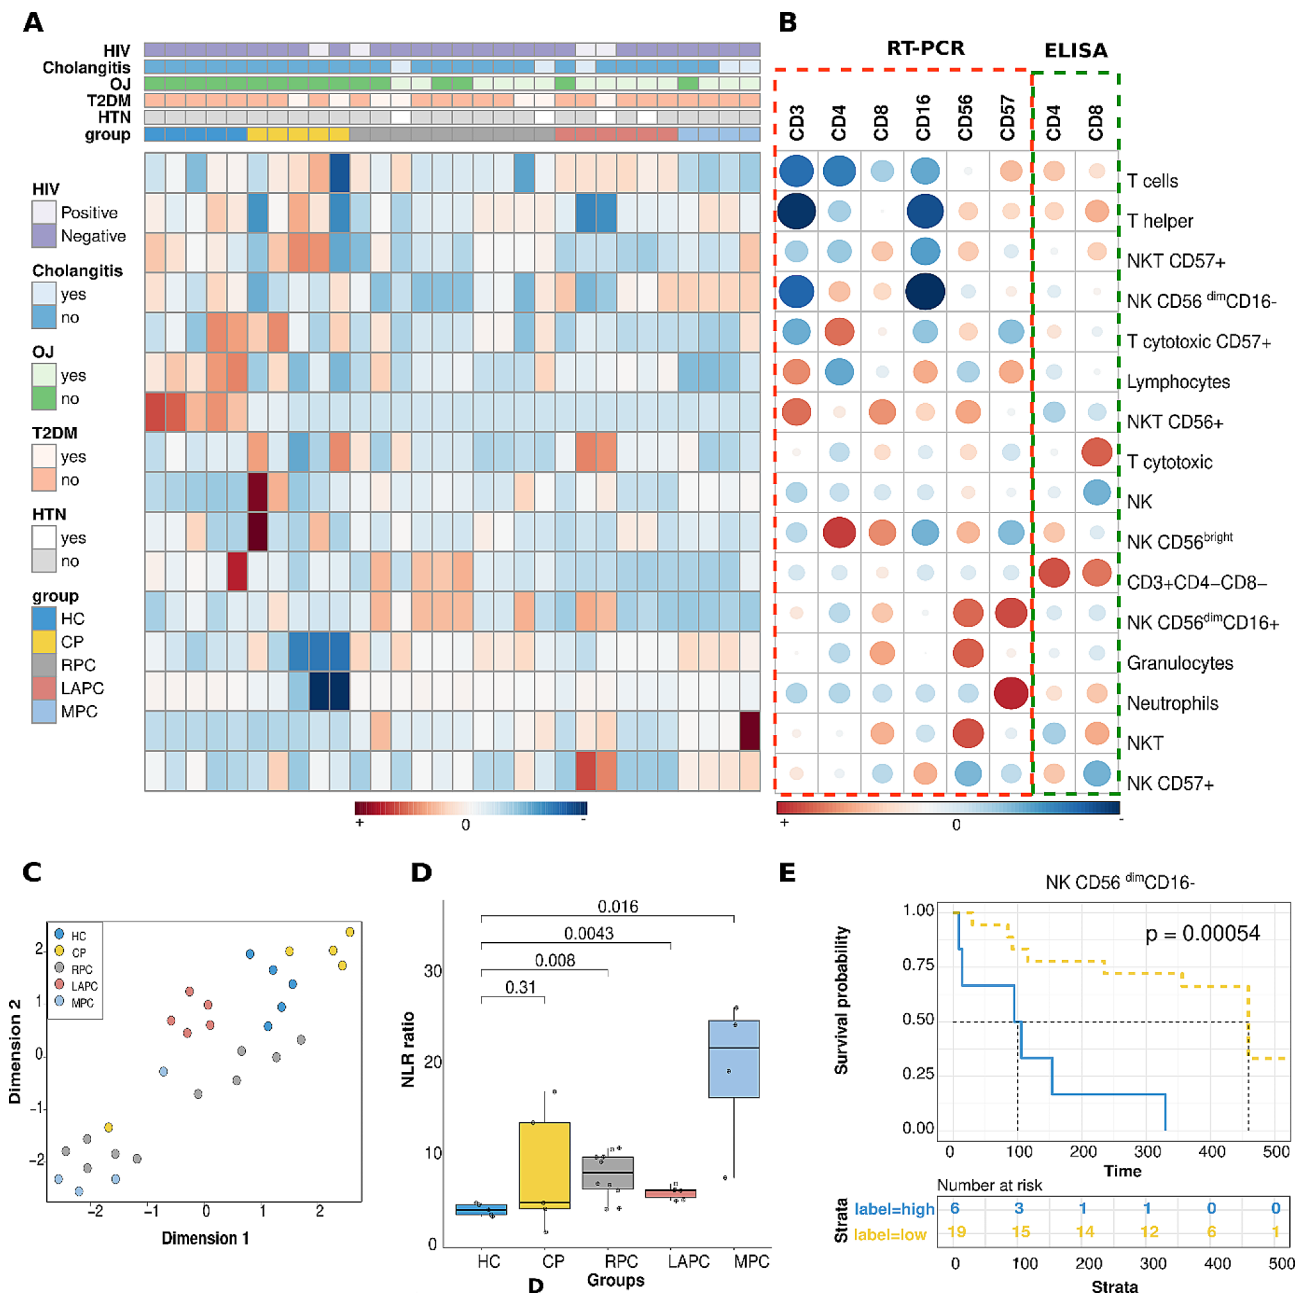 A
HIV
Cholangitis
OJ
T2DM
HTN
group
HIV
Positive
Negative
Cholangitis
yes
no
OJ
yes
no
T2DM
yes
no
HTN
yes
no
group
HC
CP
RPC
LAPC
MPC
+ 0 -
B
RT-PCR ELISA
CD3 CD4 CD8 CD16 CD56 CD57 CD4 CD8
T cells
T helper
NKT CD57+
NK CD56 dimCD16-
T cytotoxic CD57+
Lymphocytes
NKT CD56+
T cytotoxic
NK
NK CD56bright
CD3+CD4−CD8−
NK CD56dimCD16+
Granulocytes
Neutrophils
NKT
NK CD57+
+ 0 -
C
HC
CP
RPC
LAPC
MPC
Dimension 2
2
1
0
−1
−2
−2 −1 0 1 2
Dimension 1
D
NLR ratio
30
20
10
0
0.016
0.0043
0.008
0.31
HC CP RPC LAPC MPC
Groups
D
E
NK CD56 dimCD16-
Survival probability
1.00
0.75
0.50
0.25
0.00
p = 0.00054
0 100 200 300 400 500
Time
Number at risk
Strata
label=high 6 3 1 1 0 0
label=low 19 15 14 12 6 1
0 100 200 300 400 500
Strata